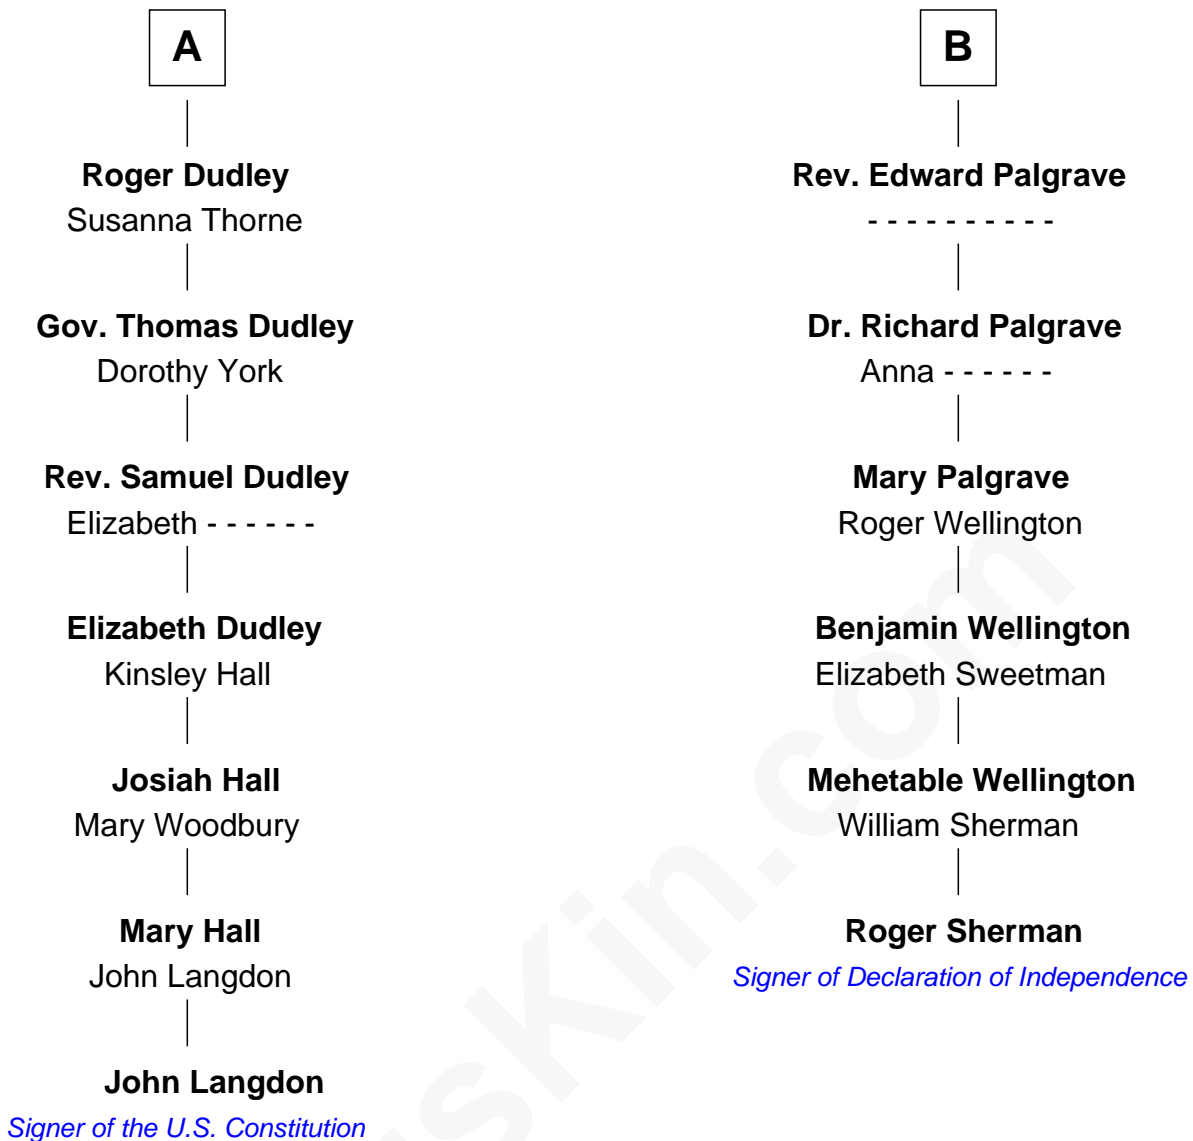 A
Roger Dudley
Susanna Thorne
Gov. Thomas Dudley
Dorothy York
Rev. Samuel Dudley
Elizabeth - - - - - -
Elizabeth Dudley
Kinsley Hall
Josiah Hall
Mary Woodbury
Mary Hall
John Langdon
John Langdon
Signer of the U.S. Constitution
B
Rev. Edward Palgrave
- - - - - - - - - -
Dr. Richard Palgrave
Anna - - - - - -
Mary Palgrave
Roger Wellington
Benjamin Wellington
Elizabeth Sweetman
Mehetable Wellington
William Sherman
Roger Sherman
Signer of Declaration of Independence
usKin.com